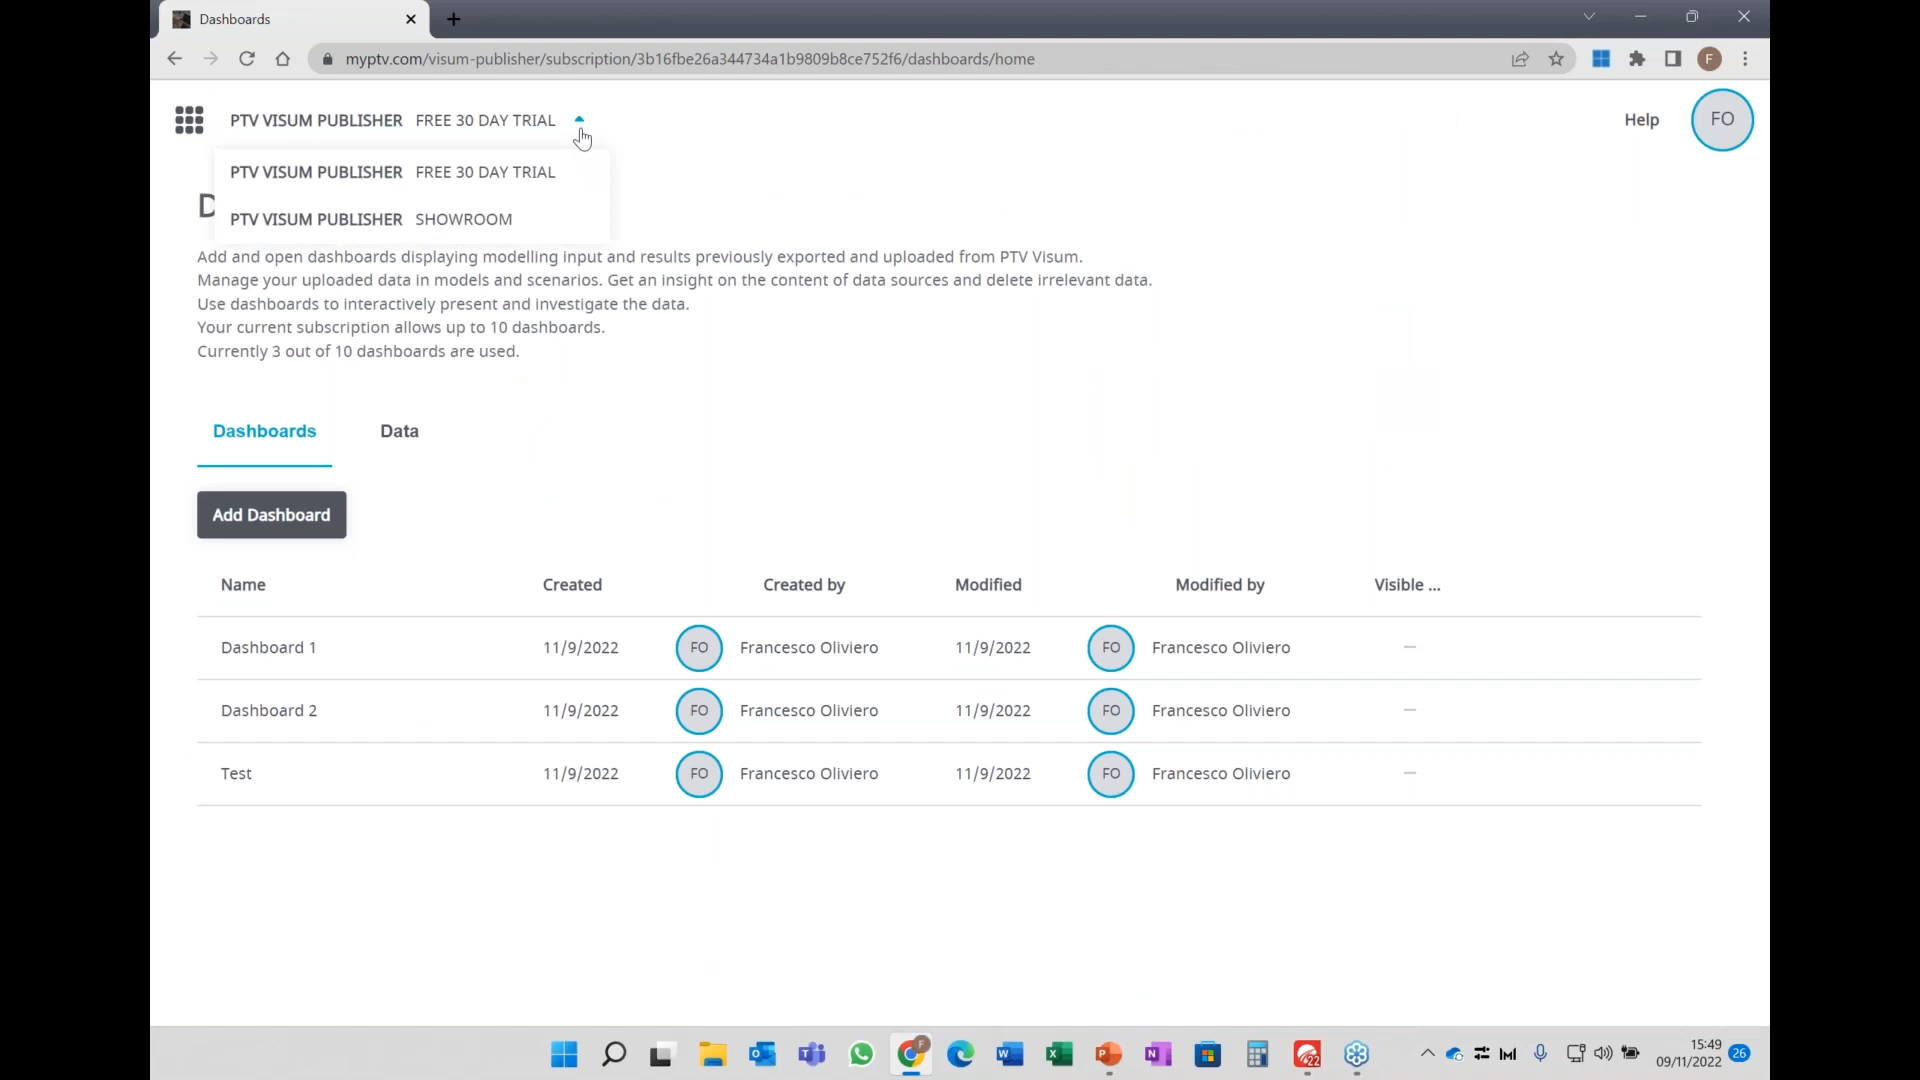 Dashboards
myptv.com/visum-publisher/subscription/3b16fbe26a344734a1b9809b8ce752f6/dashboards/home
F
PTV VISUM PUBLISHER FREE 30 DAY TRIAL
Help
FO
PTV VISUM PUBLISHER FREE 30 DAY TRIAL
D
PTV VISUM PUBLISHER SHOWROOM
Add and open dashboards displaying modelling input and results previously exported and uploaded from PTV Visum.
Manage your uploaded data in models and scenarios. Get an insight on the content of data sources and delete irrelevant data.
Use dashboards to interactively present and investigate the data.
Your current subscription allows up to 10 dashboards.
Currently 3 out of 10 dashboards are used.
Dashboards Data
Add Dashboard
Name Created Created by Modified Modified by Visible ...
Dashboard 1 11/9/2022 FO Francesco Oliviero 11/9/2022 FO Francesco Oliviero —
Dashboard 2 11/9/2022 FO Francesco Oliviero 11/9/2022 FO Francesco Oliviero —
Test 11/9/2022 FO Francesco Oliviero 11/9/2022 FO Francesco Oliviero —
15:49
09/11/2022
26